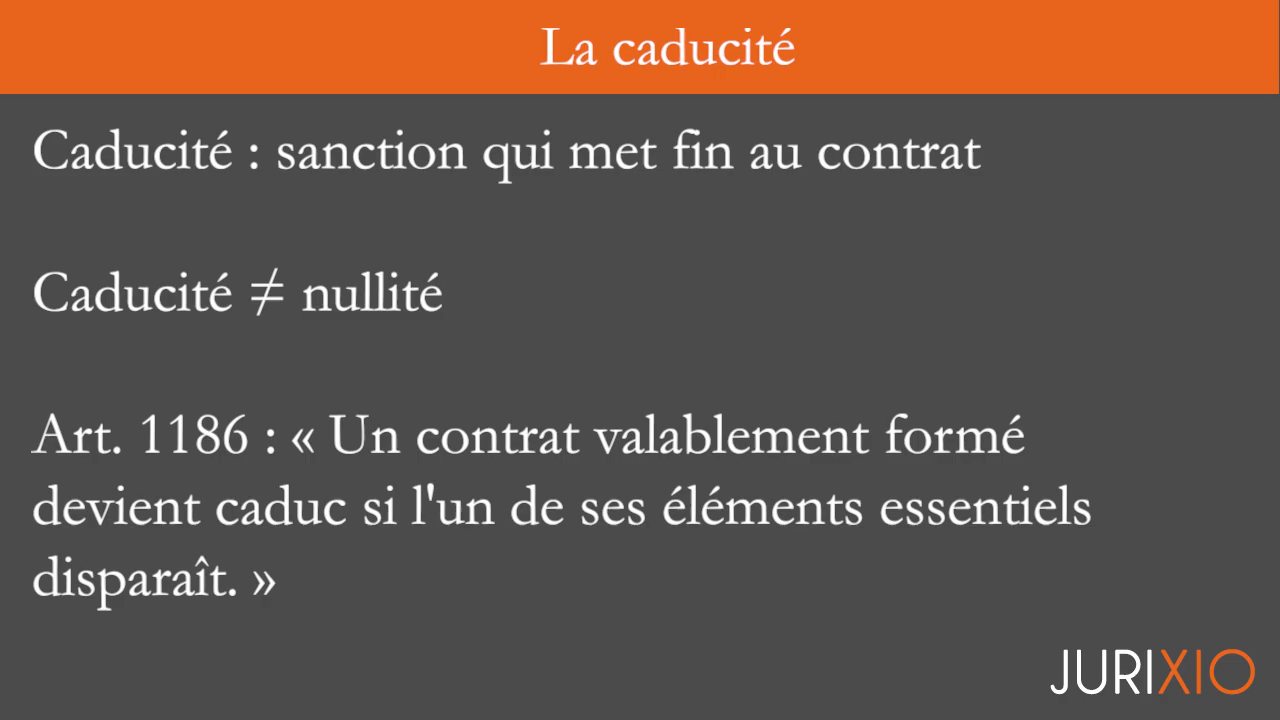 La caducité
Caducité : sanction qui met fin au contrat
Caducité ≠ nullité
Art. 1186 : « Un contrat valablement formé
devient caduc si l'un de ses éléments essentiels
disparaît. »
JURIXIO